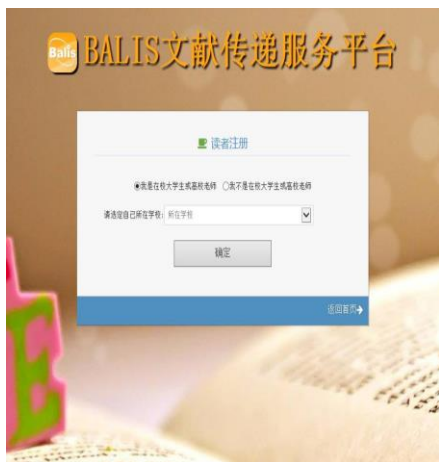 Balis BALIS文献传递服务平台
读者注册
我是在校大学生或高校老师 我不是在校大学生或高校老师
请选定自己所在学校: 所在学校
确定
返回首页
E